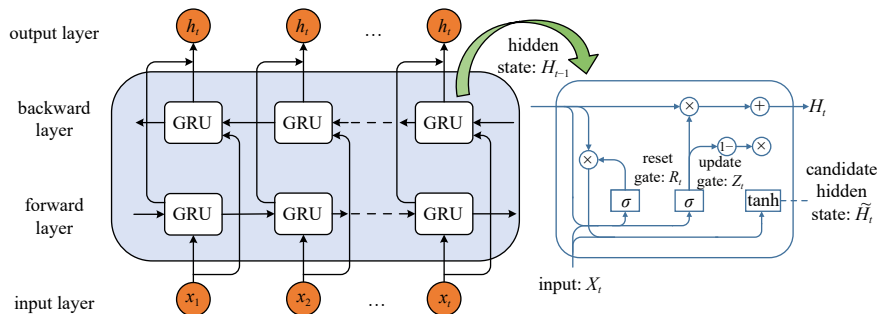 output layer
h_t
h_t
...
h_t
hidden
state: H_{t−1}
backward
layer
GRU
GRU
GRU
×
+
H_t
×
reset
gate: R_t
update
gate: Z_t
1−
×
candidate
hidden
state: H̃_t
forward
layer
GRU
GRU
GRU
σ
σ
tanh
input: X_t
input layer
x_1
x_2
...
x_t